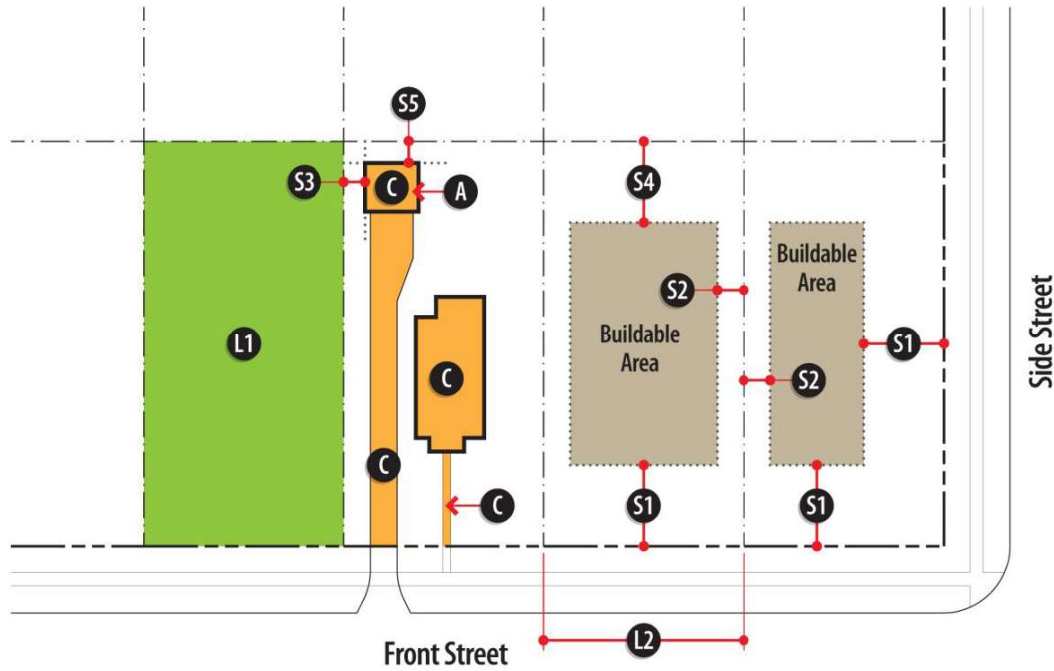 S5
S3
C
A
S4
Buildable
Area
S2
Buildable
Area
L1
S1
Side Street
C
S2
C
C
S1
S1
L2
Front Street